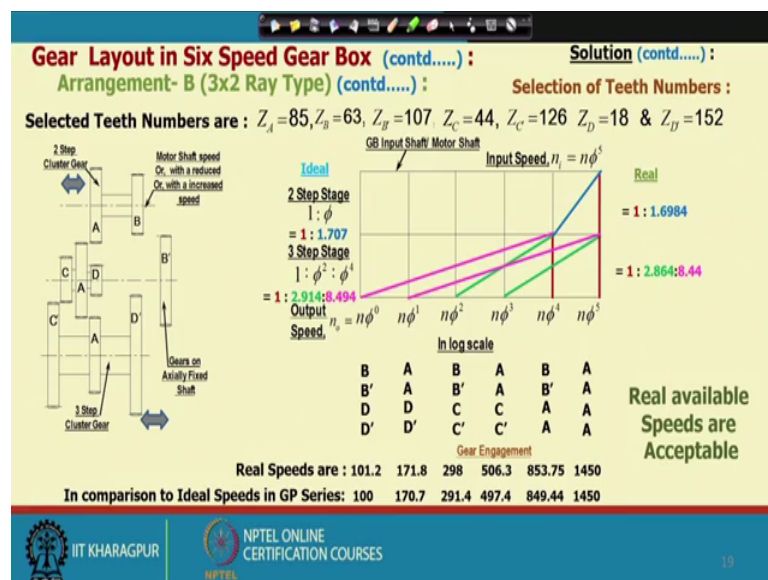 Gear Layout in Six Speed Gear Box (contd.....) :
Solution (contd.....) :
Arrangement- B (3x2 Ray Type) (contd.....) :
Selection of Teeth Numbers :
Selected Teeth Numbers are : Z_A =85, Z_B =63, Z_B' =107, Z_C =44, Z_C' =126 Z_D =18 & Z_D' =152
2 Step
Cluster Gear
Motor Shaft speed
Or, with a reduced
Or, with a increased
speed
A
B
C
D
A
B'
C'
A
D'
Gears on
Axially Fixed
Shaft
3 Step
Cluster Gear
GB Input Shaft/ Motor Shaft
Input Speed, n_i = nϕ^5
Ideal
2 Step Stage
1 : ϕ
= 1 : 1.707
3 Step Stage
1 : ϕ^2 : ϕ^4
= 1 : 2.914:8.494
Real
= 1 : 1.6984
= 1 : 2.864:8.44
Output
Speed, n_o = nϕ^0 nϕ^1 nϕ^2 nϕ^3 nϕ^4 nϕ^5
In log scale
B A B A B A
B' A B' A B' A
D D C C A A
D' D' C' C' A A
Gear Engagement
Real available
Speeds are
Acceptable
Real Speeds are : 101.2 171.8 298 506.3 853.75 1450
In comparison to Ideal Speeds in GP Series: 100 170.7 291.4 497.4 849.44 1450
IIT KHARAGPUR
NPTEL
NPTEL ONLINE
CERTIFICATION COURSES
19